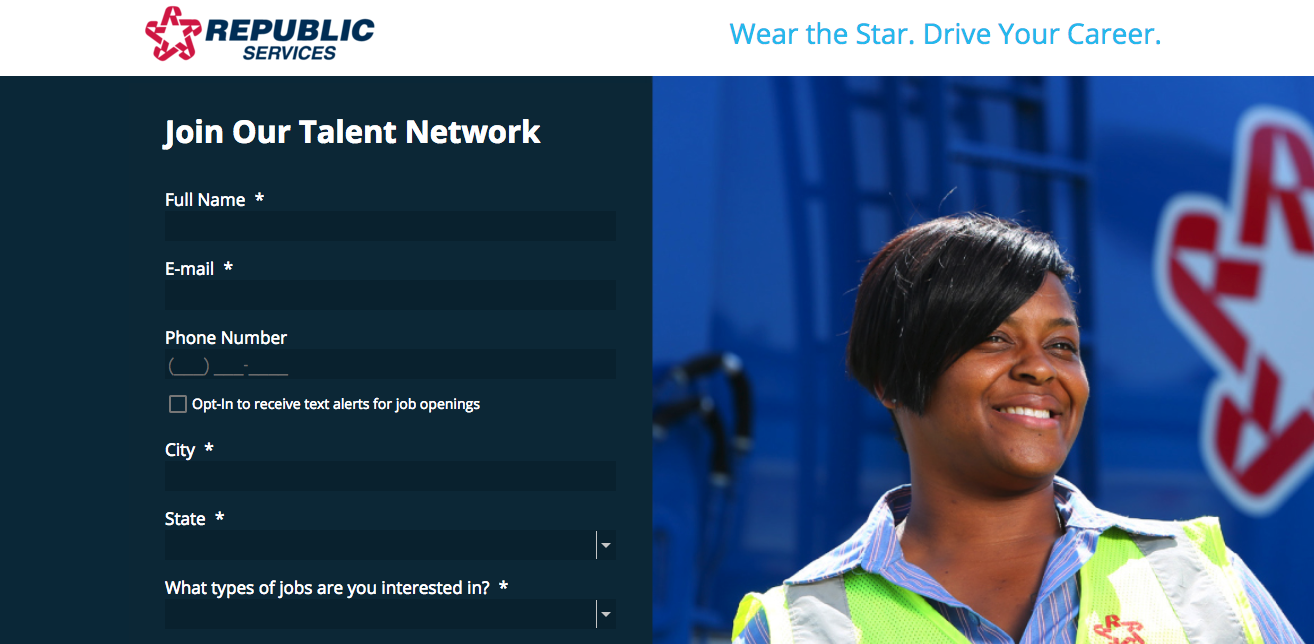 REPUBLIC
SERVICES
Wear the Star. Drive Your Career.
Join Our Talent Network
Full Name *
E-mail *
Phone Number
(___) ___-____
Opt-In to receive text alerts for job openings
City *
State *
What types of jobs are you interested in? *